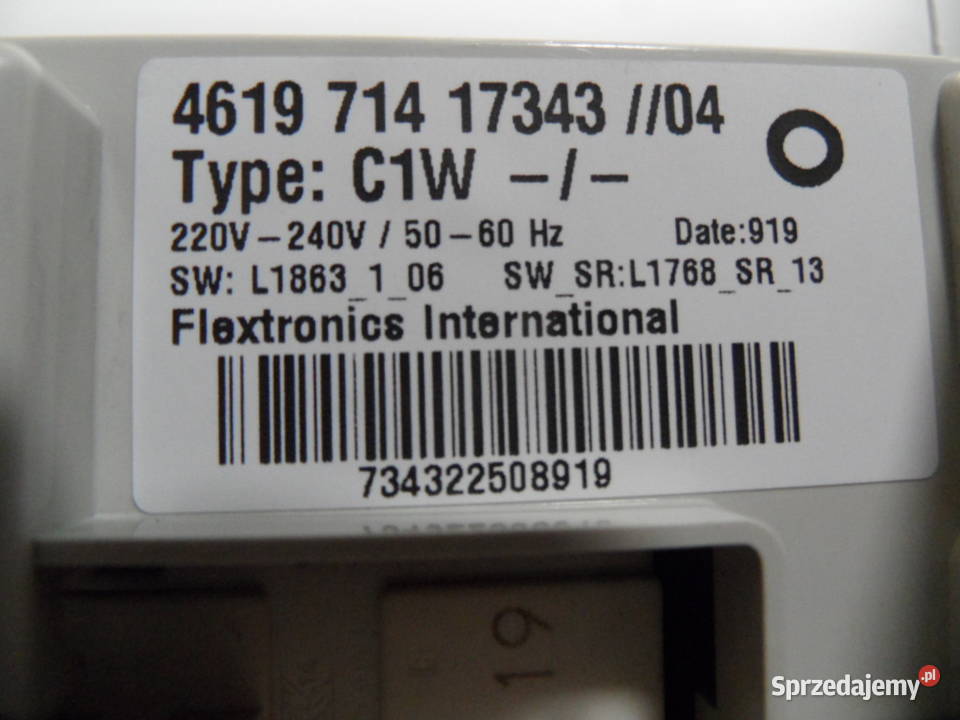 4619 714 17343 //04
Type: C1W –/–
220V – 240V / 50 – 60 Hz Date:919
SW: L1863_1_06 SW_SR:L1768_SR_13
Flextronics International
734322508919
19
Sprzedajemy.pl